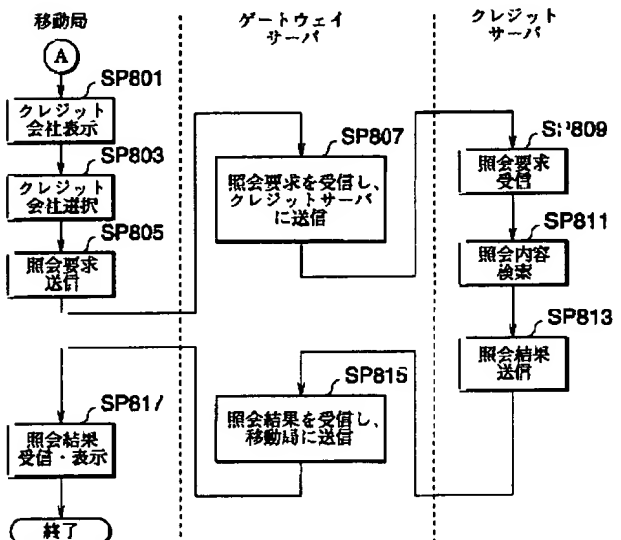 移動局
ゲートウェイ
サーバ
クレジット
サーバ
A
SP801
クレジット
会社表示
SP803
クレジット
会社選択
SP805
照会要求
送信
SP807
照会要求を受信し、
クレジットサーバ
に送信
SP809
照会要求
受信
SP811
照会内容
検索
SP813
照会結果
送信
SP815
照会結果を受信し、
移動局に送信
SP817
照会結果
受信・表示
終了